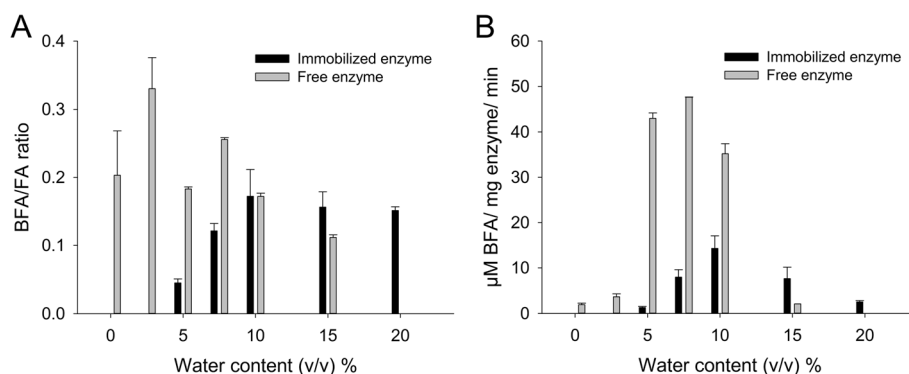 A
0.4
0.3
0.2
0.1
0.0
BFA/FA ratio
Immobilized enzyme
Free enzyme
0 5 10 15 20
Water content (v/v) %
B
60
50
40
30
20
10
0
µM BFA/ mg enzyme/ min
Immobilized enzyme
Free enzyme
0 5 10 15 20
Water content (v/v) %